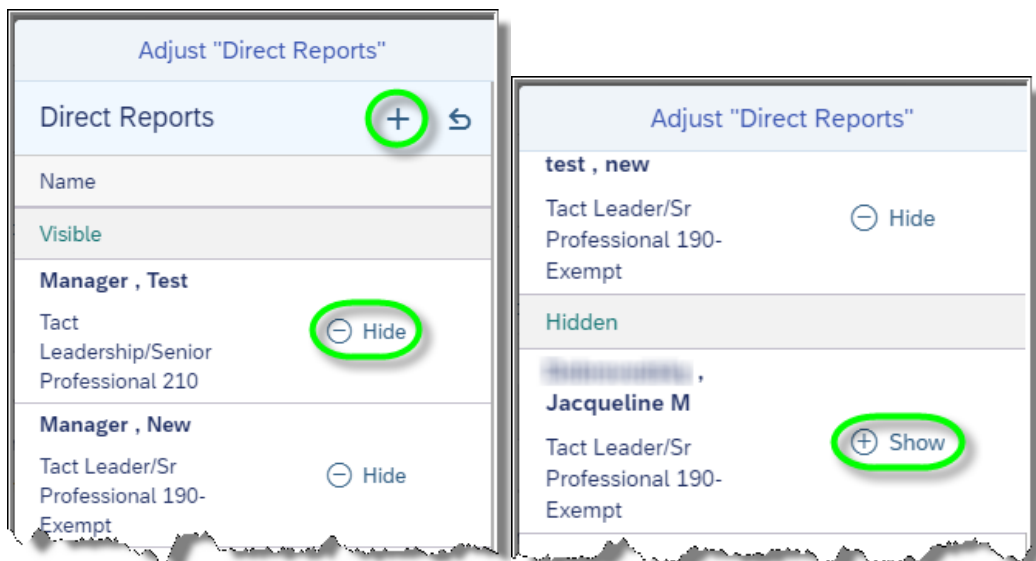 Adjust "Direct Reports"
Direct Reports
Name
Visible
Manager , Test
Tact
Leadership/Senior
Professional 210
Hide
Manager , New
Tact Leader/Sr
Professional 190-
Exempt
Hide
Adjust "Direct Reports"
test , new
Tact Leader/Sr
Professional 190-
Exempt
Hide
Hidden
,
Jacqueline M
Tact Leader/Sr
Professional 190-
Exempt
Show